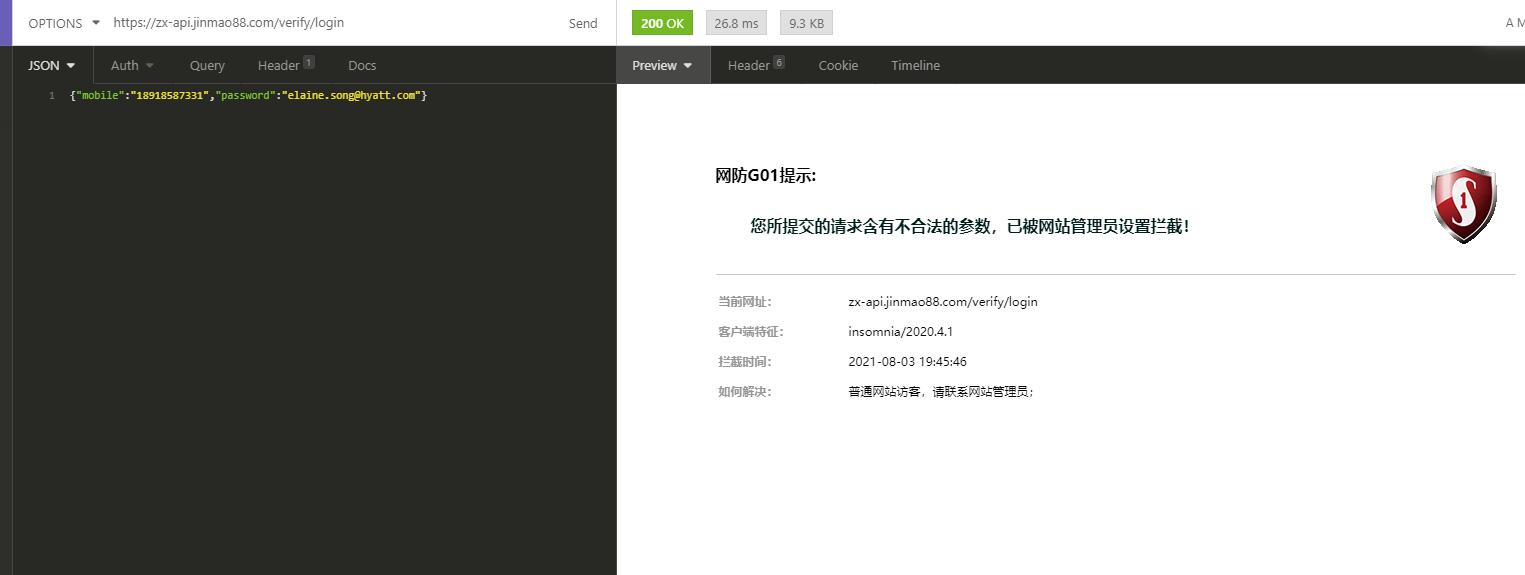 OPTIONS https://zx-api.jinmao88.com/verify/login Send 200 OK 26.8 ms 9.3 KB A M
JSON Auth Query Header 1 Docs Preview Header 6 Cookie Timeline
1 {"mobile":"18918587331","password":"elaine.song@hyatt.com"}
网防G01提示:
S1
您所提交的请求含有不合法的参数，已被网站管理员设置拦截！
当前网址： zx-api.jinmao88.com/verify/login
客户端特征： insomnia/2020.4.1
拦截时间： 2021-08-03 19:45:46
如何解决： 普通网站访客，请联系网站管理员；